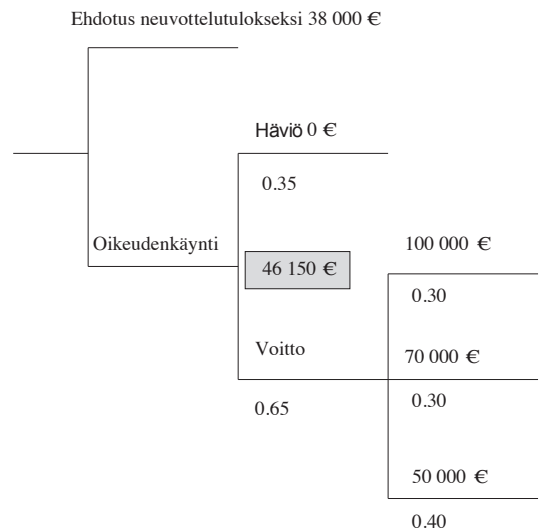 Ehdotus neuvottelutulokseksi 38 000 €
Häviö 0 €
0.35
Oikeudenkäynti
100 000 €
46 150 €
0.30
Voitto
70 000 €
0.65
0.30
50 000 €
0.40